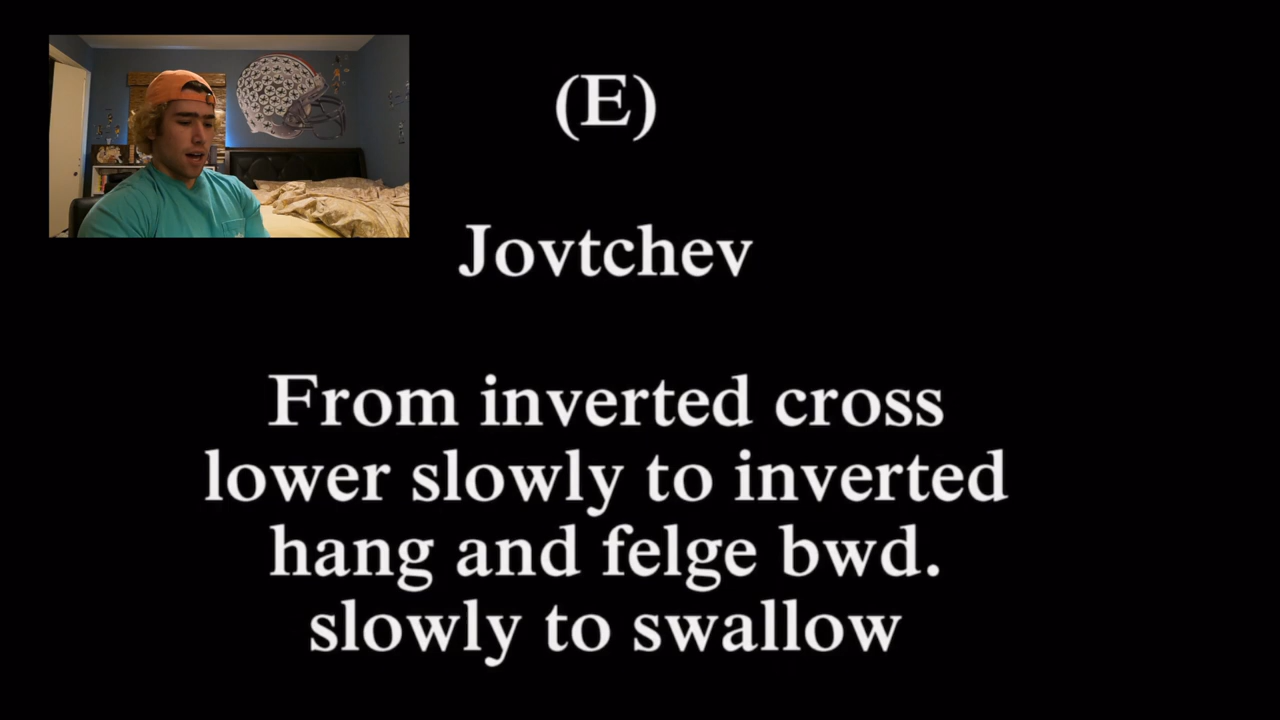 (E)
Jovtchev
From inverted cross
lower slowly to inverted
hang and felge bwd.
slowly to swallow